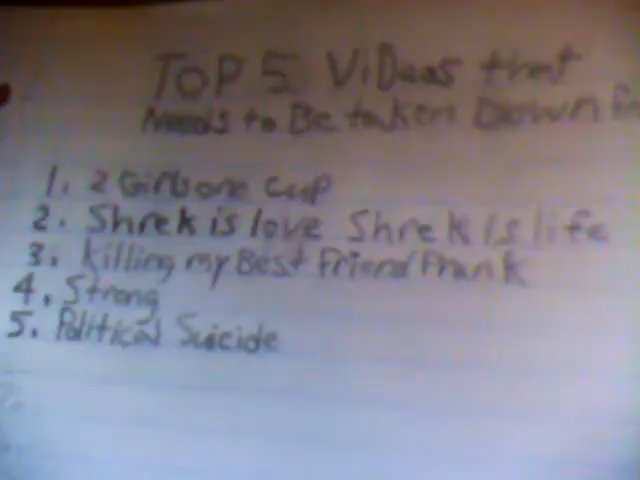 TOP 5 ViDeos that
Needs to Be taken Down
1. 2 Girls one cup
2. Shrek is love Shrek is life
3. Killing my Best Friend Prank
4. Strong
5. Political Suicide